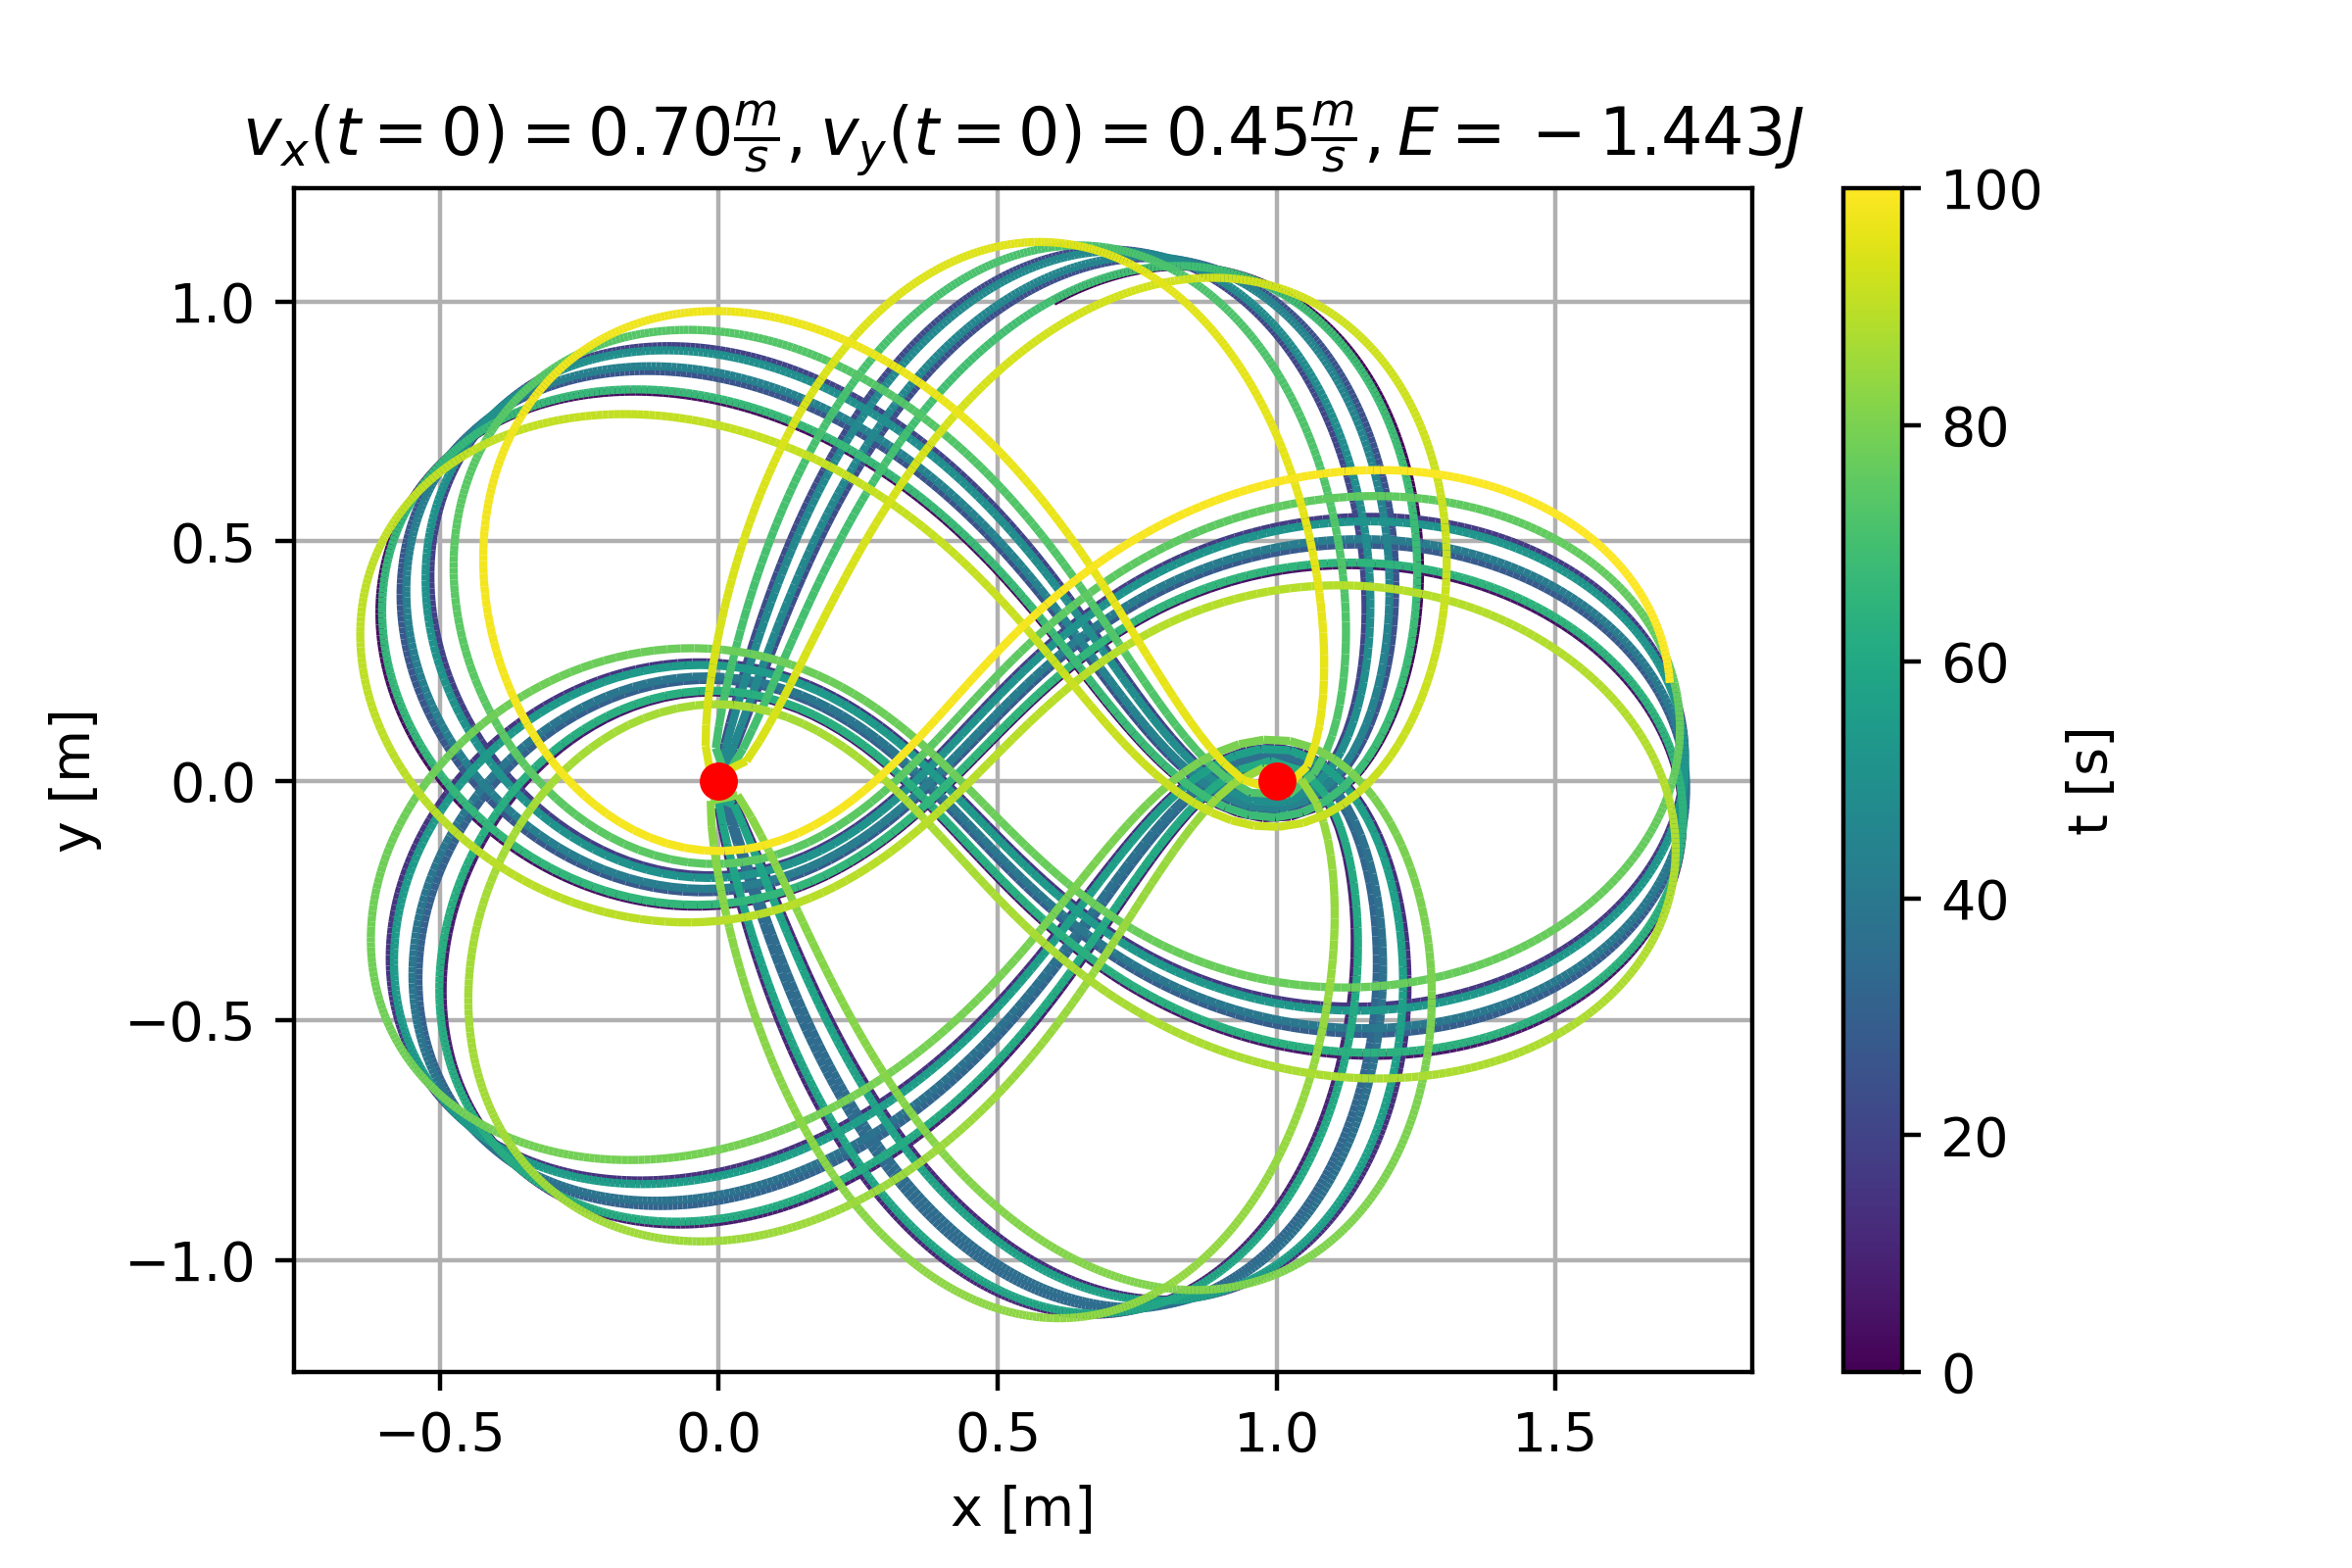 v_x(t = 0) = 0.70 m/s, v_y(t = 0) = 0.45 m/s, E = −1.443J
1.0
0.5
0.0
−0.5
−1.0
y [m]
−0.5 0.0 0.5 1.0 1.5
x [m]
100
80
60
40
20
0
t [s]